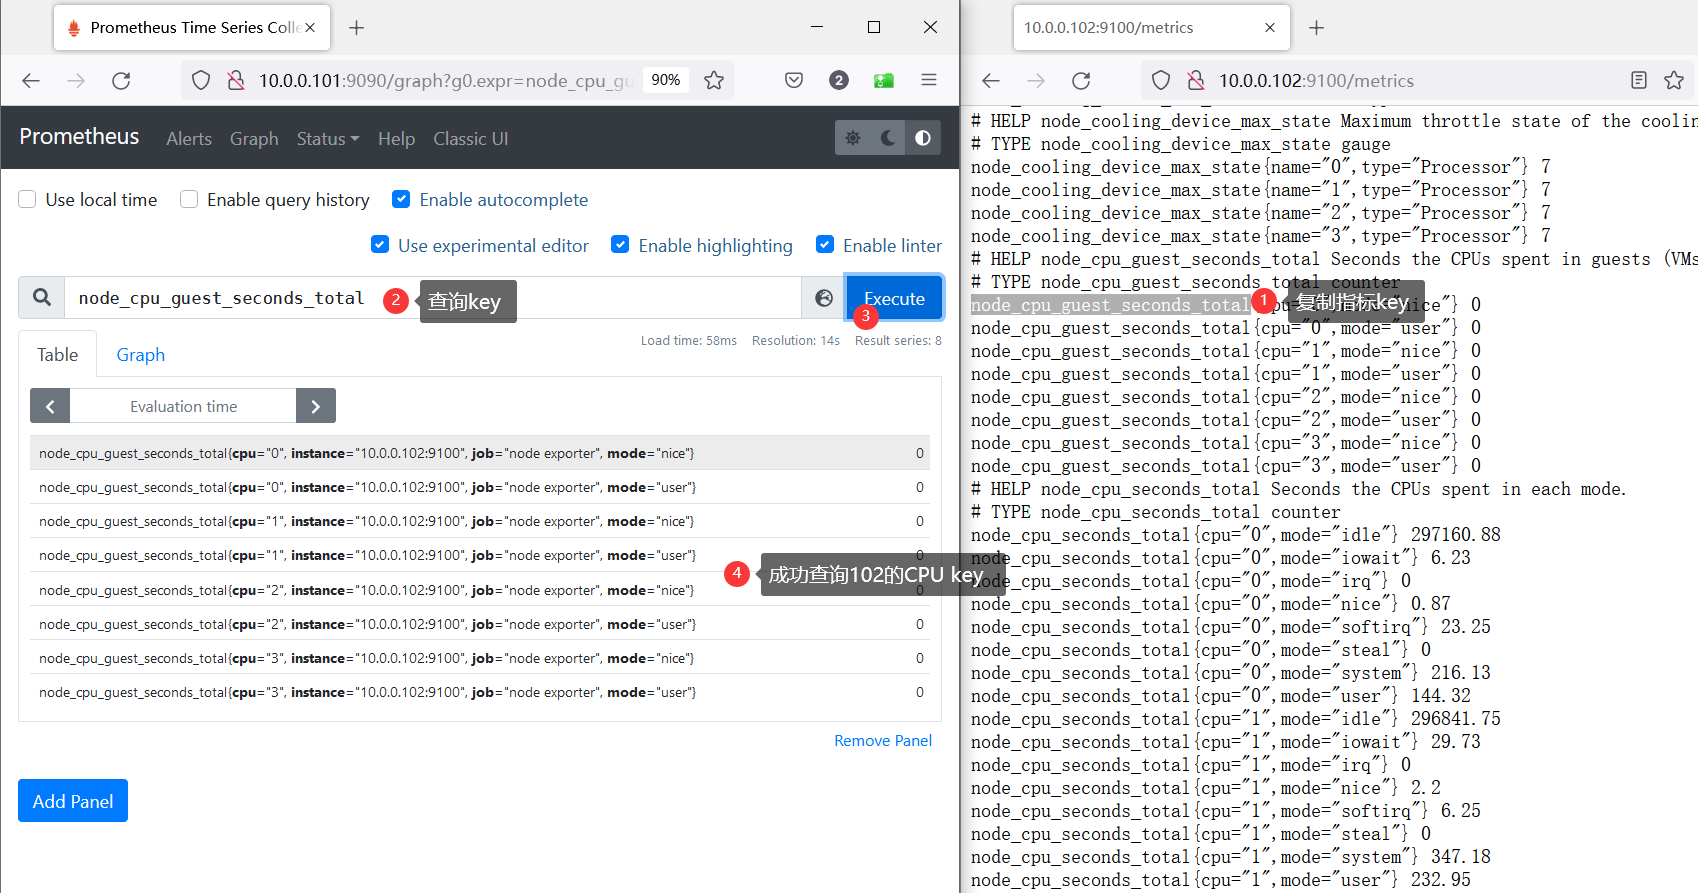 Prometheus Time Series Colle
10.0.0.101:9090/graph?g0.expr=node_cpu_gu
90%
2
Prometheus
Alerts
Graph
Status
Help
Classic UI
Use local time
Enable query history
Enable autocomplete
Use experimental editor
Enable highlighting
Enable linter
node_cpu_guest_seconds_total
2
查询key
Execute
3
Load time: 58ms
Resolution: 14s
Result series: 8
Table
Graph
Evaluation time
node_cpu_guest_seconds_total{cpu="0", instance="10.0.0.102:9100", job="node exporter", mode="nice"} 0
node_cpu_guest_seconds_total{cpu="0", instance="10.0.0.102:9100", job="node exporter", mode="user"} 0
node_cpu_guest_seconds_total{cpu="1", instance="10.0.0.102:9100", job="node exporter", mode="nice"} 0
node_cpu_guest_seconds_total{cpu="1", instance="10.0.0.102:9100", job="node exporter", mode="user"} 0
4
成功查询102的CPU key
node_cpu_guest_seconds_total{cpu="2", instance="10.0.0.102:9100", job="node exporter", mode="nice"} 0
node_cpu_guest_seconds_total{cpu="2", instance="10.0.0.102:9100", job="node exporter", mode="user"} 0
node_cpu_guest_seconds_total{cpu="3", instance="10.0.0.102:9100", job="node exporter", mode="nice"} 0
node_cpu_guest_seconds_total{cpu="3", instance="10.0.0.102:9100", job="node exporter", mode="user"} 0
Remove Panel
Add Panel
10.0.0.102:9100/metrics
10.0.0.102:9100/metrics
# HELP node_cooling_device_max_state Maximum throttle state of the coolin
# TYPE node_cooling_device_max_state gauge
node_cooling_device_max_state{name="0",type="Processor"} 7
node_cooling_device_max_state{name="1",type="Processor"} 7
node_cooling_device_max_state{name="2",type="Processor"} 7
node_cooling_device_max_state{name="3",type="Processor"} 7
# HELP node_cpu_guest_seconds_total Seconds the CPUs spent in guests (VMs
# TYPE node_cpu_guest_seconds_total counter
node_cpu_guest_seconds_total nice"} 0
1
复制指标key
node_cpu_guest_seconds_total{cpu="0",mode="user"} 0
node_cpu_guest_seconds_total{cpu="1",mode="nice"} 0
node_cpu_guest_seconds_total{cpu="1",mode="user"} 0
node_cpu_guest_seconds_total{cpu="2",mode="nice"} 0
node_cpu_guest_seconds_total{cpu="2",mode="user"} 0
node_cpu_guest_seconds_total{cpu="3",mode="nice"} 0
node_cpu_guest_seconds_total{cpu="3",mode="user"} 0
# HELP node_cpu_seconds_total Seconds the CPUs spent in each mode.
# TYPE node_cpu_seconds_total counter
node_cpu_seconds_total{cpu="0",mode="idle"} 297160.88
node_cpu_seconds_total{cpu="0",mode="iowait"} 6.23
node_cpu_seconds_total{cpu="0",mode="irq"} 0
node_cpu_seconds_total{cpu="0",mode="nice"} 0.87
node_cpu_seconds_total{cpu="0",mode="softirq"} 23.25
node_cpu_seconds_total{cpu="0",mode="steal"} 0
node_cpu_seconds_total{cpu="0",mode="system"} 216.13
node_cpu_seconds_total{cpu="0",mode="user"} 144.32
node_cpu_seconds_total{cpu="1",mode="idle"} 296841.75
node_cpu_seconds_total{cpu="1",mode="iowait"} 29.73
node_cpu_seconds_total{cpu="1",mode="irq"} 0
node_cpu_seconds_total{cpu="1",mode="nice"} 2.2
node_cpu_seconds_total{cpu="1",mode="softirq"} 6.25
node_cpu_seconds_total{cpu="1",mode="steal"} 0
node_cpu_seconds_total{cpu="1",mode="system"} 347.18
node_cpu_seconds_total{cpu="1",mode="user"} 232.95